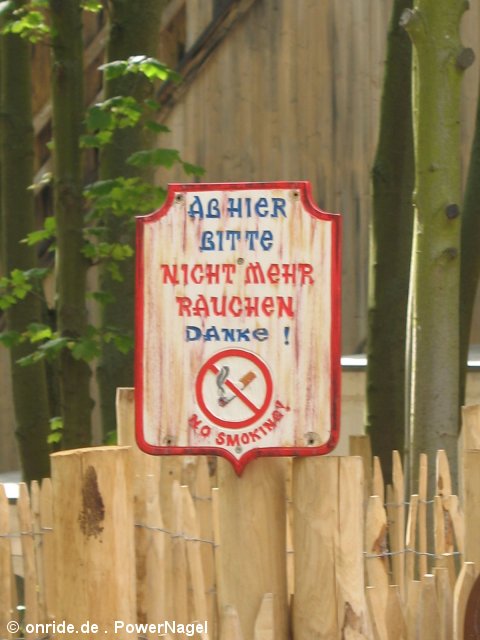 AB HIER
BITTE
NICHT MEHR
RAUCHEN
DANKE !
NO SMOKING!
© onride.de . PowerNagel